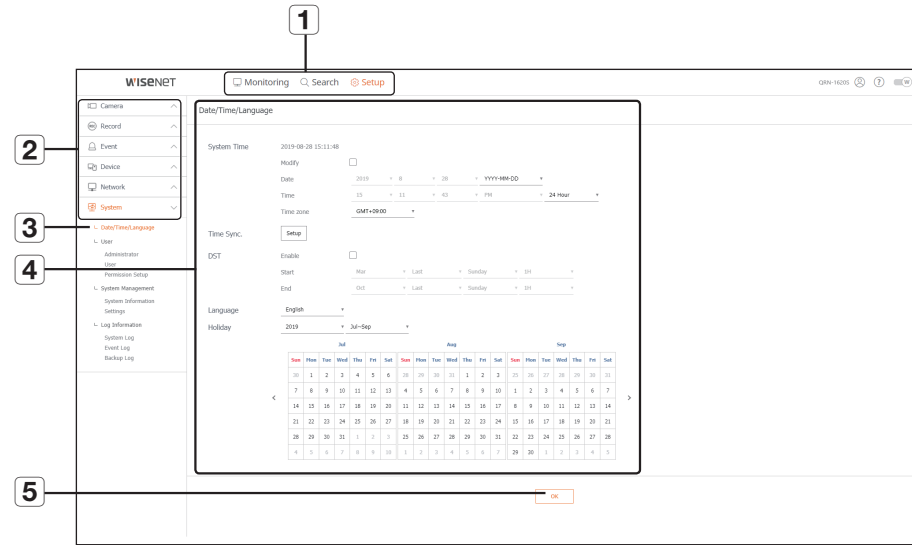 1
WISENET
Monitoring Search Setup
QRN-1620S ? W
Camera
Record
Event
Device
Network
System
Date/Time/Language
User
Administrator
User
Permission Setup
System Management
System Information
Settings
Log Information
System Log
Event Log
Backup Log
2
3
4
5
Date/Time/Language
System Time 2019-08-28 15:11:48
Modify
Date 2019 8 28 YYYY-MM-DD
Time 15 11 43 PM 24 Hour
Time zone GMT+09:00
Time Sync. Setup
DST Enable
Start Mar Last Sunday 1H
End Oct Last Sunday 1H
Language English
Holiday 2019 Jul~Sep
Jul Aug Sep
Sun Mon Tue Wed Thu Fri Sat Sun Mon Tue Wed Thu Fri Sat Sun Mon Tue Wed Thu Fri Sat
30 1 2 3 4 5 6 28 29 30 31 1 2 3 25 26 27 28 29 30 31
7 8 9 10 11 12 13 4 5 6 7 8 9 10 1 2 3 4 5 6 7
14 15 16 17 18 19 20 11 12 13 14 15 16 17 8 9 10 11 12 13 14
21 22 23 24 25 26 27 18 19 20 21 22 23 24 15 16 17 18 19 20 21
28 29 30 31 1 2 3 25 26 27 28 29 30 31 22 23 24 25 26 27 28
4 5 6 7 8 9 10 1 2 3 4 5 6 7 29 30 1 2 3 4 5
OK